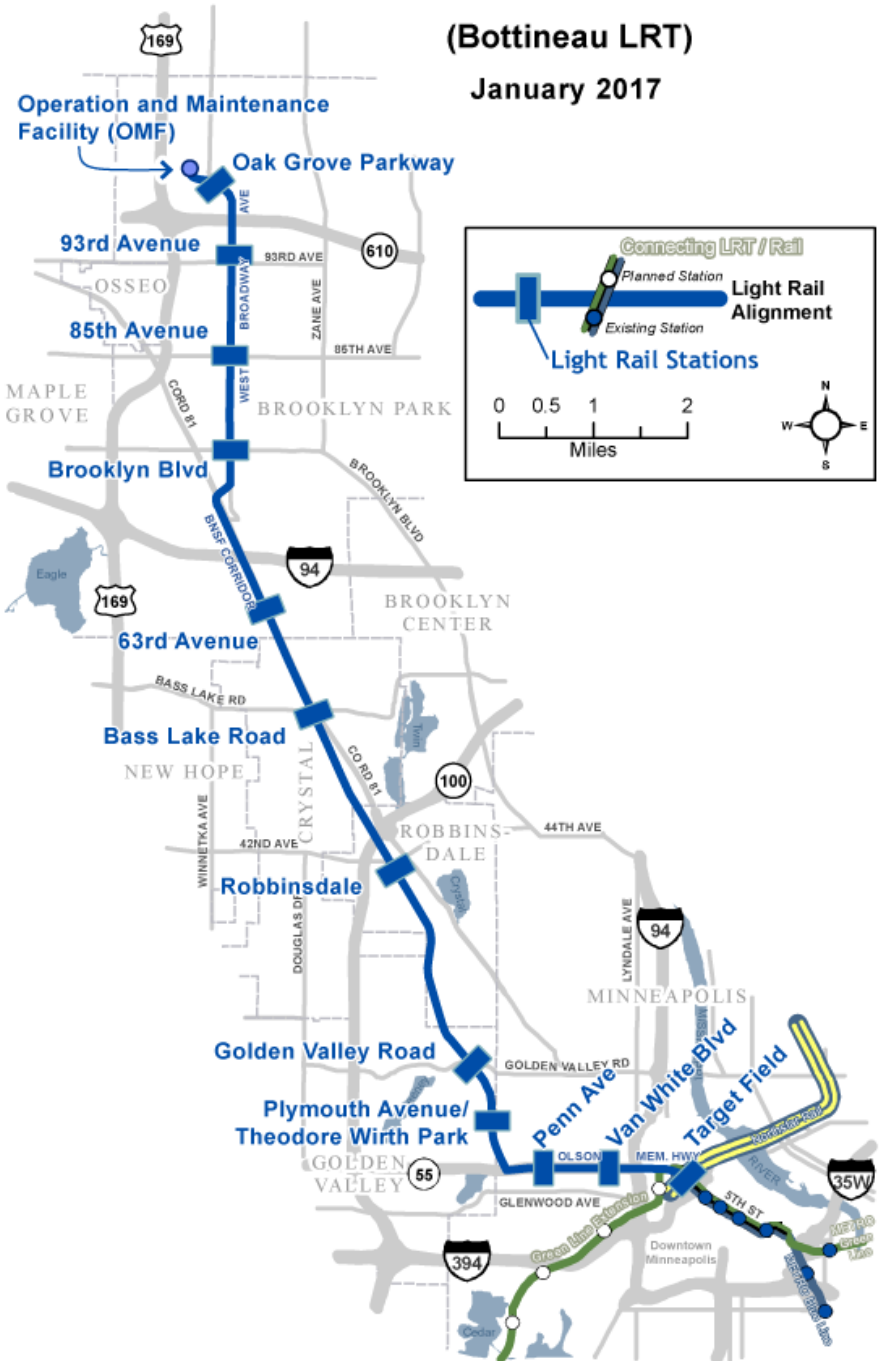 (Bottineau LRT)
January 2017
169
Operation and Maintenance
Facility (OMF)
Oak Grove Parkway
AVE
93rd Avenue
93RD AVE
610
OSSEO
BROADWAY
ZANE AVE
85th Avenue
85TH AVE
WEST
MAPLE
GROVE
CORD 81
BROOKLYN PARK
Connecting LRT / Rail
Planned Station
Light Rail
Alignment
Existing Station
Light Rail Stations
0 0.5 1 2
Miles
N
W
E
S
Brooklyn Blvd
BROOKLYN BLVD
BNSF CORRIDOR
94
Eagle
169
BROOKLYN
CENTER
63rd Avenue
BASS LAKE RD
Bass Lake Road
Twin
NEW HOPE
CRYSTAL
CO RD 81
100
WINNETKA AVE
42ND AVE
ROBBINS-
DALE
44TH AVE
Robbinsdale
Crystal
DOUGLAS DR
LYNDALE AVE
94
MINNEAPOLIS
Golden Valley Road
GOLDEN VALLEY RD
Plymouth Avenue/
Theodore Wirth Park
Penn Ave
Van White Blvd
Target Field
RIVER
GOLDEN
VALLEY
55
OLSON
MEM. HWY
GLENWOOD AVE
5TH ST
35W
Green Line Extension
METRO
Green
Line
Downtown
Minneapolis
METRO Blue Line
394
Cedar